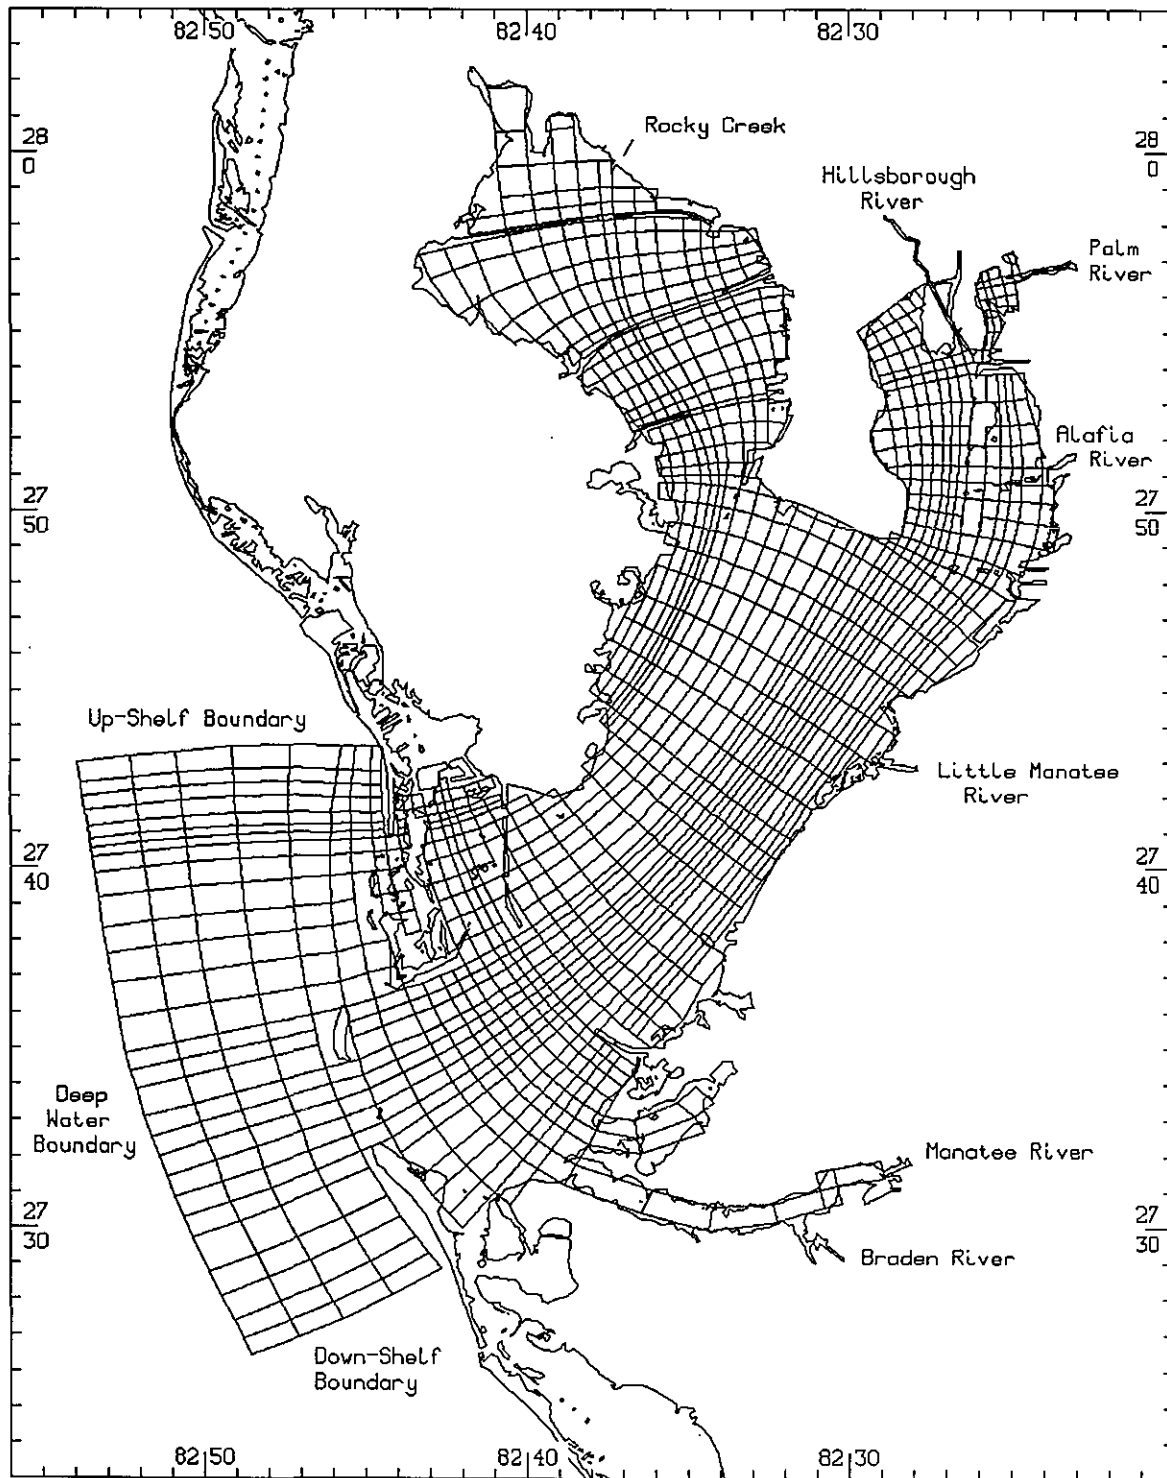 82 50
82 40
82 30
Rocky Creek
28
0
28
0
Hillsborough
River
Palm
River
Alafia
River
27
50
27
50
Up-Shelf Boundary
Little Manatee
River
27
40
27
40
Deep
Water
Boundary
Manatee River
27
30
27
30
Braden River
Down-Shelf
Boundary
82 50
82 40
82 30